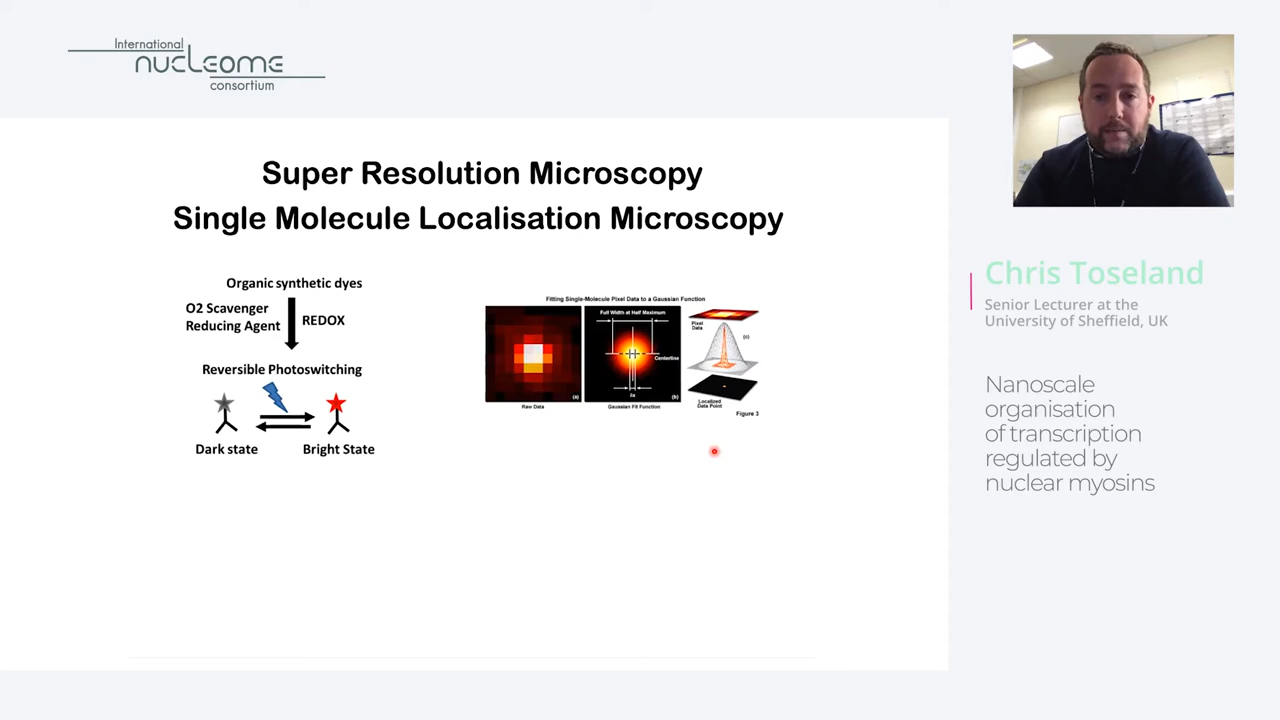 International
nucleome
consortium
Super Resolution Microscopy
Single Molecule Localisation Microscopy
Organic synthetic dyes
O2 Scavenger
Reducing Agent
REDOX
Reversible Photoswitching
Dark state
Bright State
Fitting Single-Molecule Pixel Data to a Gaussian Function
Full Width at Half Maximum
Centerline
Pixel
Data
(a)
(b)
(c)
Raw Data
Gaussian Fit Function
Localized
Data Point
Figure 3
Chris Toseland
Senior Lecturer at the
University of Sheffield, UK
Nanoscale
organisation
of transcription
regulated by
nuclear myosins